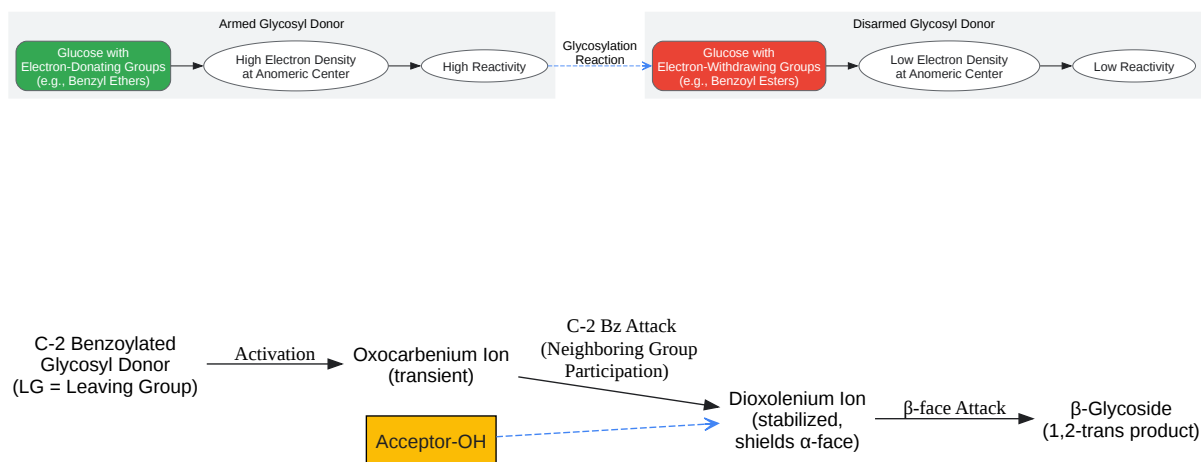 Armed Glycosyl Donor
Disarmed Glycosyl Donor
Glucose with
Electron-Donating Groups
(e.g., Benzyl Ethers)
High Electron Density
at Anomeric Center
High Reactivity
Glycosylation
Reaction
Glucose with
Electron-Withdrawing Groups
(e.g., Benzoyl Esters)
Low Electron Density
at Anomeric Center
Low Reactivity
C-2 Benzoylated
Glycosyl Donor
(LG = Leaving Group)
Activation
Oxocarbenium Ion
(transient)
C-2 Bz Attack
(Neighboring Group
Participation)
Acceptor-OH
Dioxolenium Ion
(stabilized,
shields α-face)
β-face Attack
β-Glycoside
(1,2-trans product)